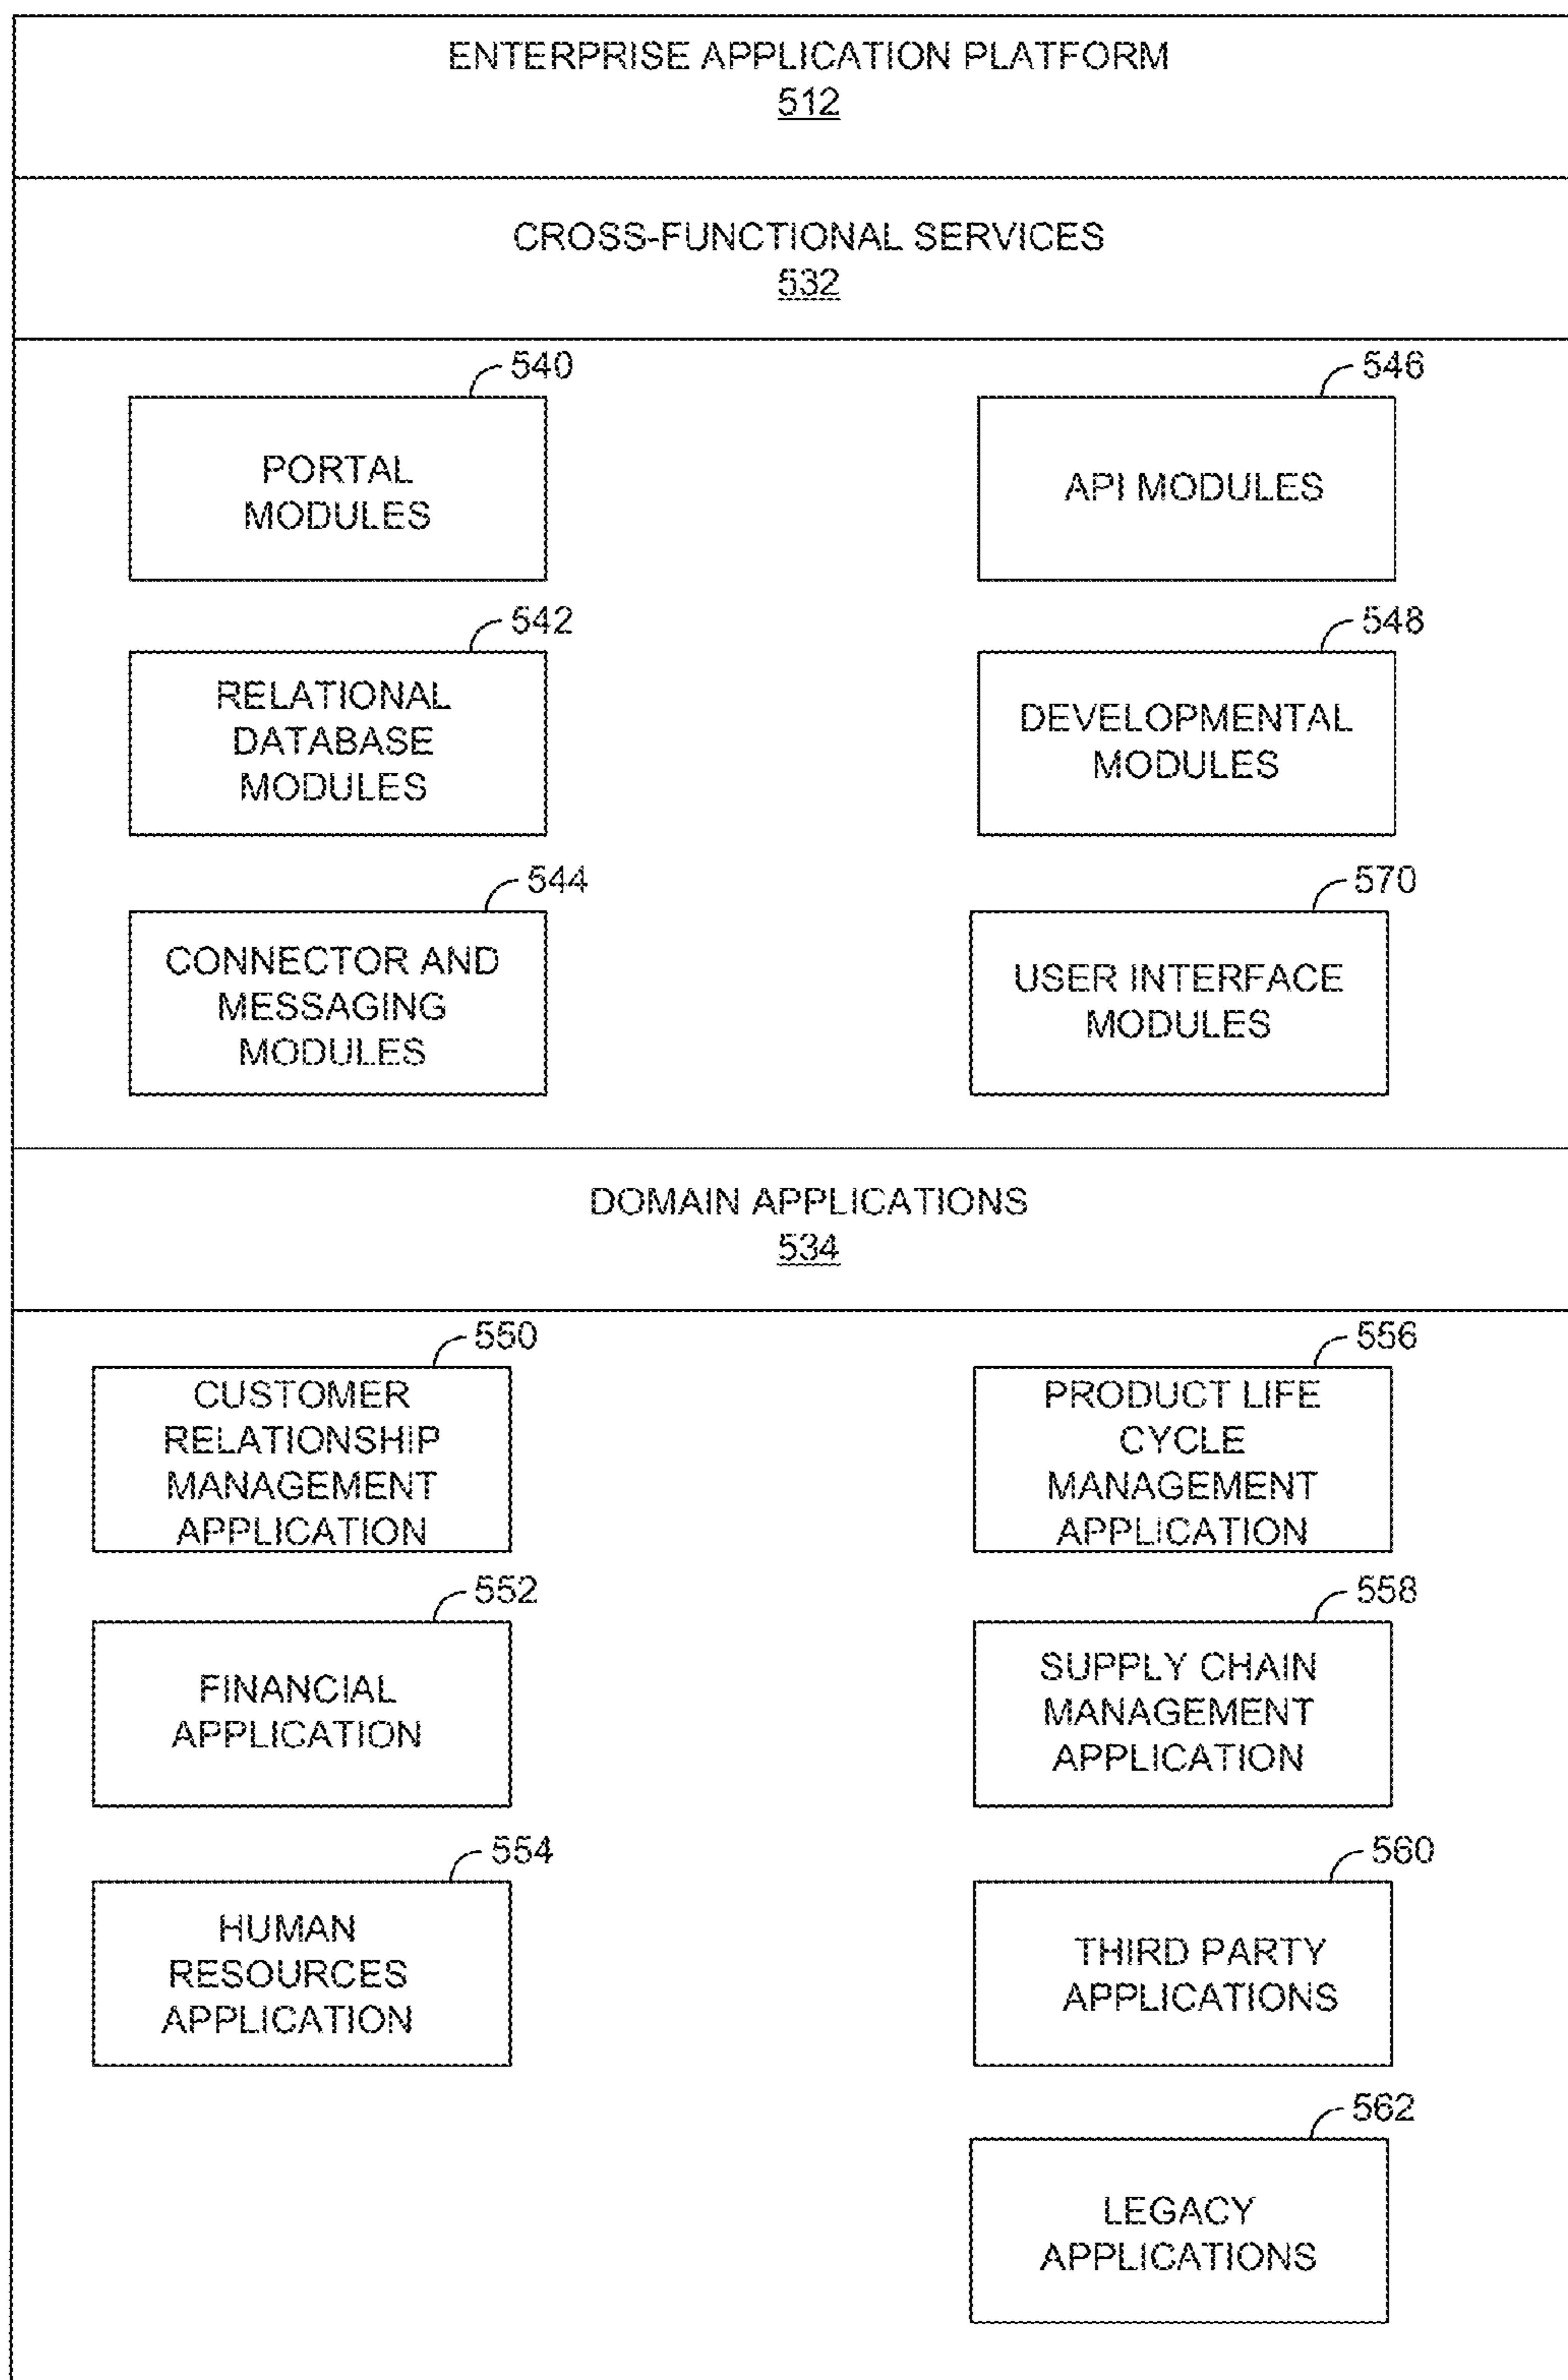 ENTERPRISE APPLICATION PLATFORM
512
CROSS-FUNCTIONAL SERVICES
532
540
PORTAL
MODULES
546
API MODULES
542
RELATIONAL
DATABASE
MODULES
548
DEVELOPMENTAL
MODULES
544
CONNECTOR AND
MESSAGING
MODULES
570
USER INTERFACE
MODULES
DOMAIN APPLICATIONS
534
550
CUSTOMER
RELATIONSHIP
MANAGEMENT
APPLICATION
556
PRODUCT LIFE
CYCLE
MANAGEMENT
APPLICATION
552
FINANCIAL
APPLICATION
558
SUPPLY CHAIN
MANAGEMENT
APPLICATION
554
HUMAN
RESOURCES
APPLICATION
560
THIRD PARTY
APPLICATIONS
562
LEGACY
APPLICATIONS